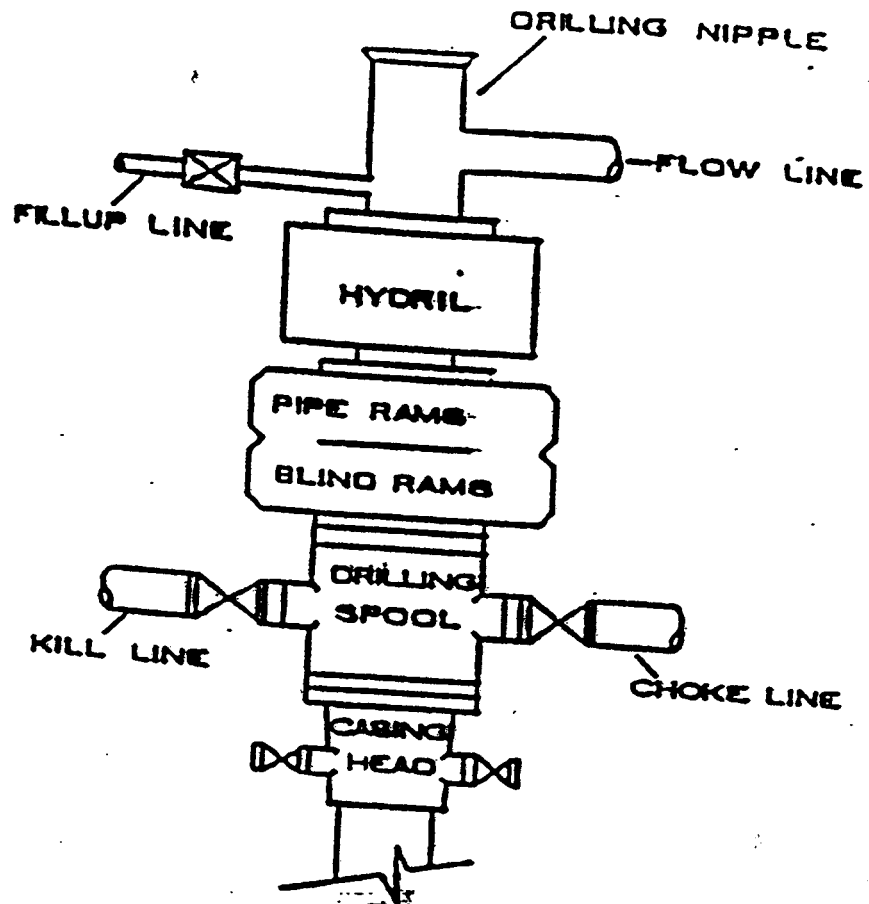 DRILLING NIPPLE
FLOW LINE
FILLUP LINE
HYDRIL
PIPE RAMS
BLIND RAMS
DRILLING
SPOOL
KILL LINE
CHOKE LINE
CASING
HEAD